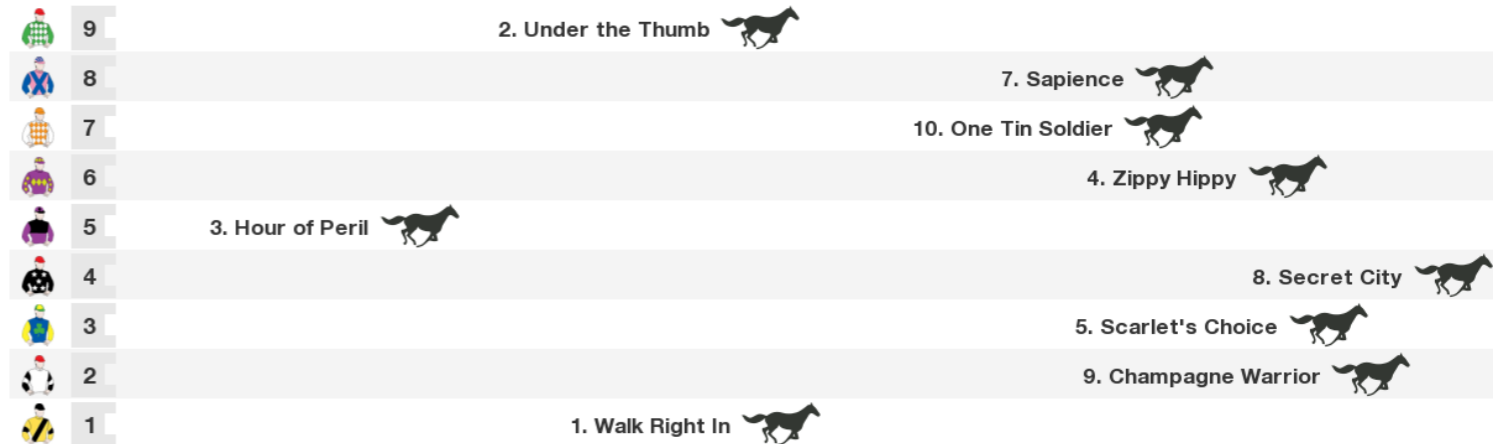 9 2. Under the Thumb
8 7. Sapience
7 10. One Tin Soldier
6 4. Zippy Hippy
5 3. Hour of Peril
4 8. Secret City
3 5. Scarlet's Choice
2 9. Champagne Warrior
1 1. Walk Right In